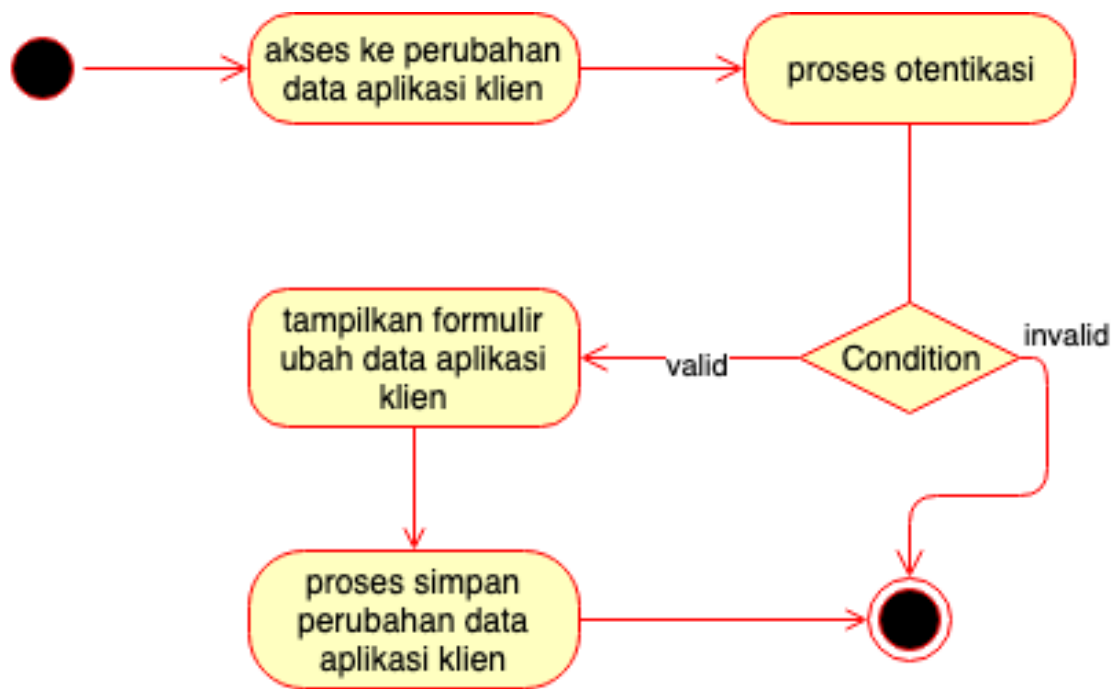 akses ke perubahan
data aplikasi klien
proses otentikasi
tampilkan formulir
ubah data aplikasi
klien
valid
Condition
invalid
proses simpan
perubahan data
aplikasi klien